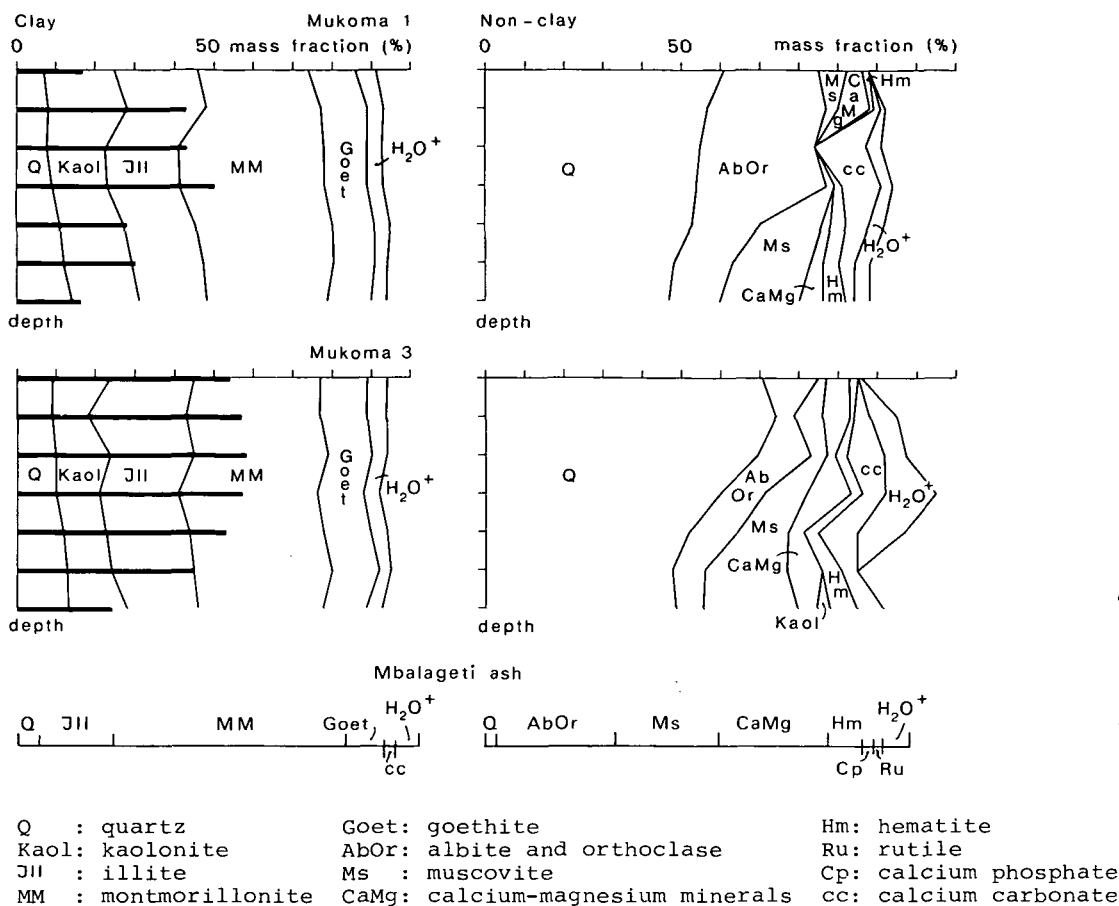 Clay Mukoma 1
0 50 mass fraction (%)
Q Kaol JII MM Goet H₂O⁺
depth
Non-clay
0 50 mass fraction (%)
Q AbOr Ms CaMg Hm cc
Ms H₂O⁺
CaMg Hm
depth
Mukoma 3
Q Kaol JII MM Goet H₂O⁺
depth
Q AbOr cc H₂O⁺
Ms
CaMg Hm
Kaol
depth
Mbalageti ash
Q JII MM Goet H₂O⁺
cc
Q AbOr Ms CaMg Hm H₂O⁺
Cp Ru
Q : quartz Goet: goethite Hm: hematite
Kaol: kaolonite AbOr: albite and orthoclase Ru: rutile
JII : illite Ms : muscovite Cp: calcium phosphate
MM : montmorillonite CaMg: calcium-magnesium minerals cc: calcium carbonate